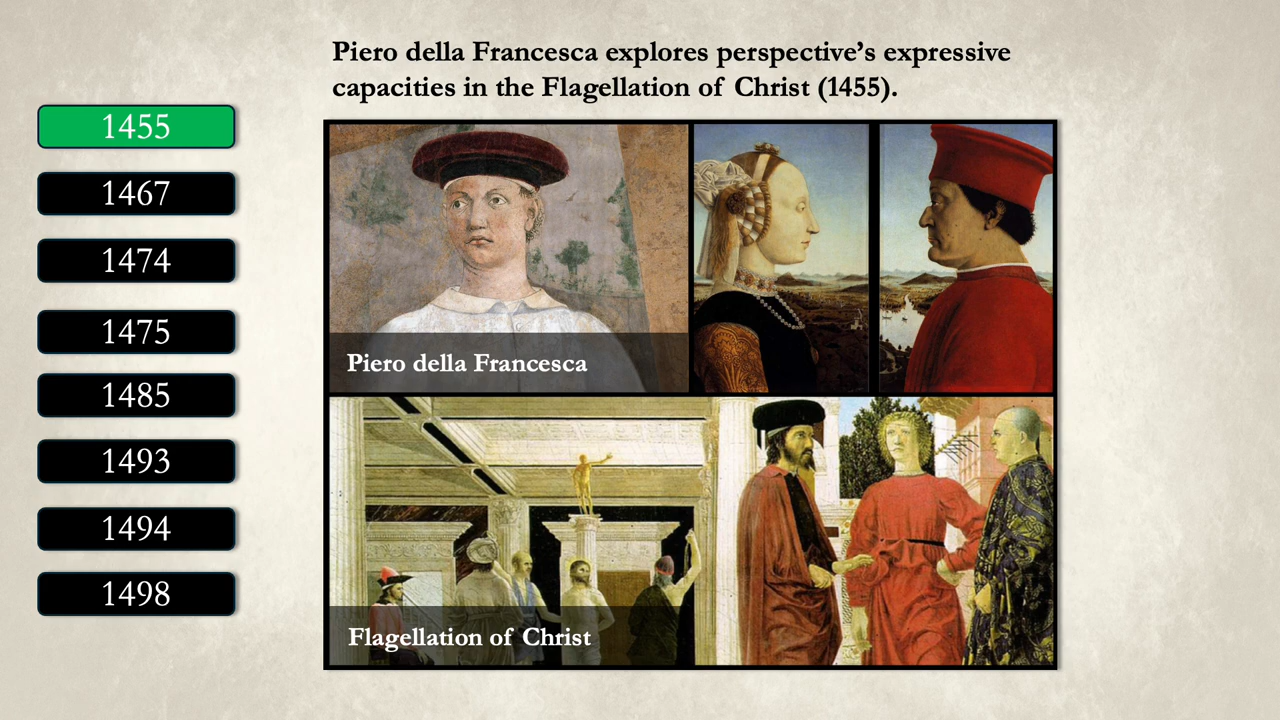 Piero della Francesca explores perspective’s expressive
capacities in the Flagellation of Christ (1455).
1455
1467
1474
1475
1485
1493
1494
1498
Piero della Francesca
Flagellation of Christ